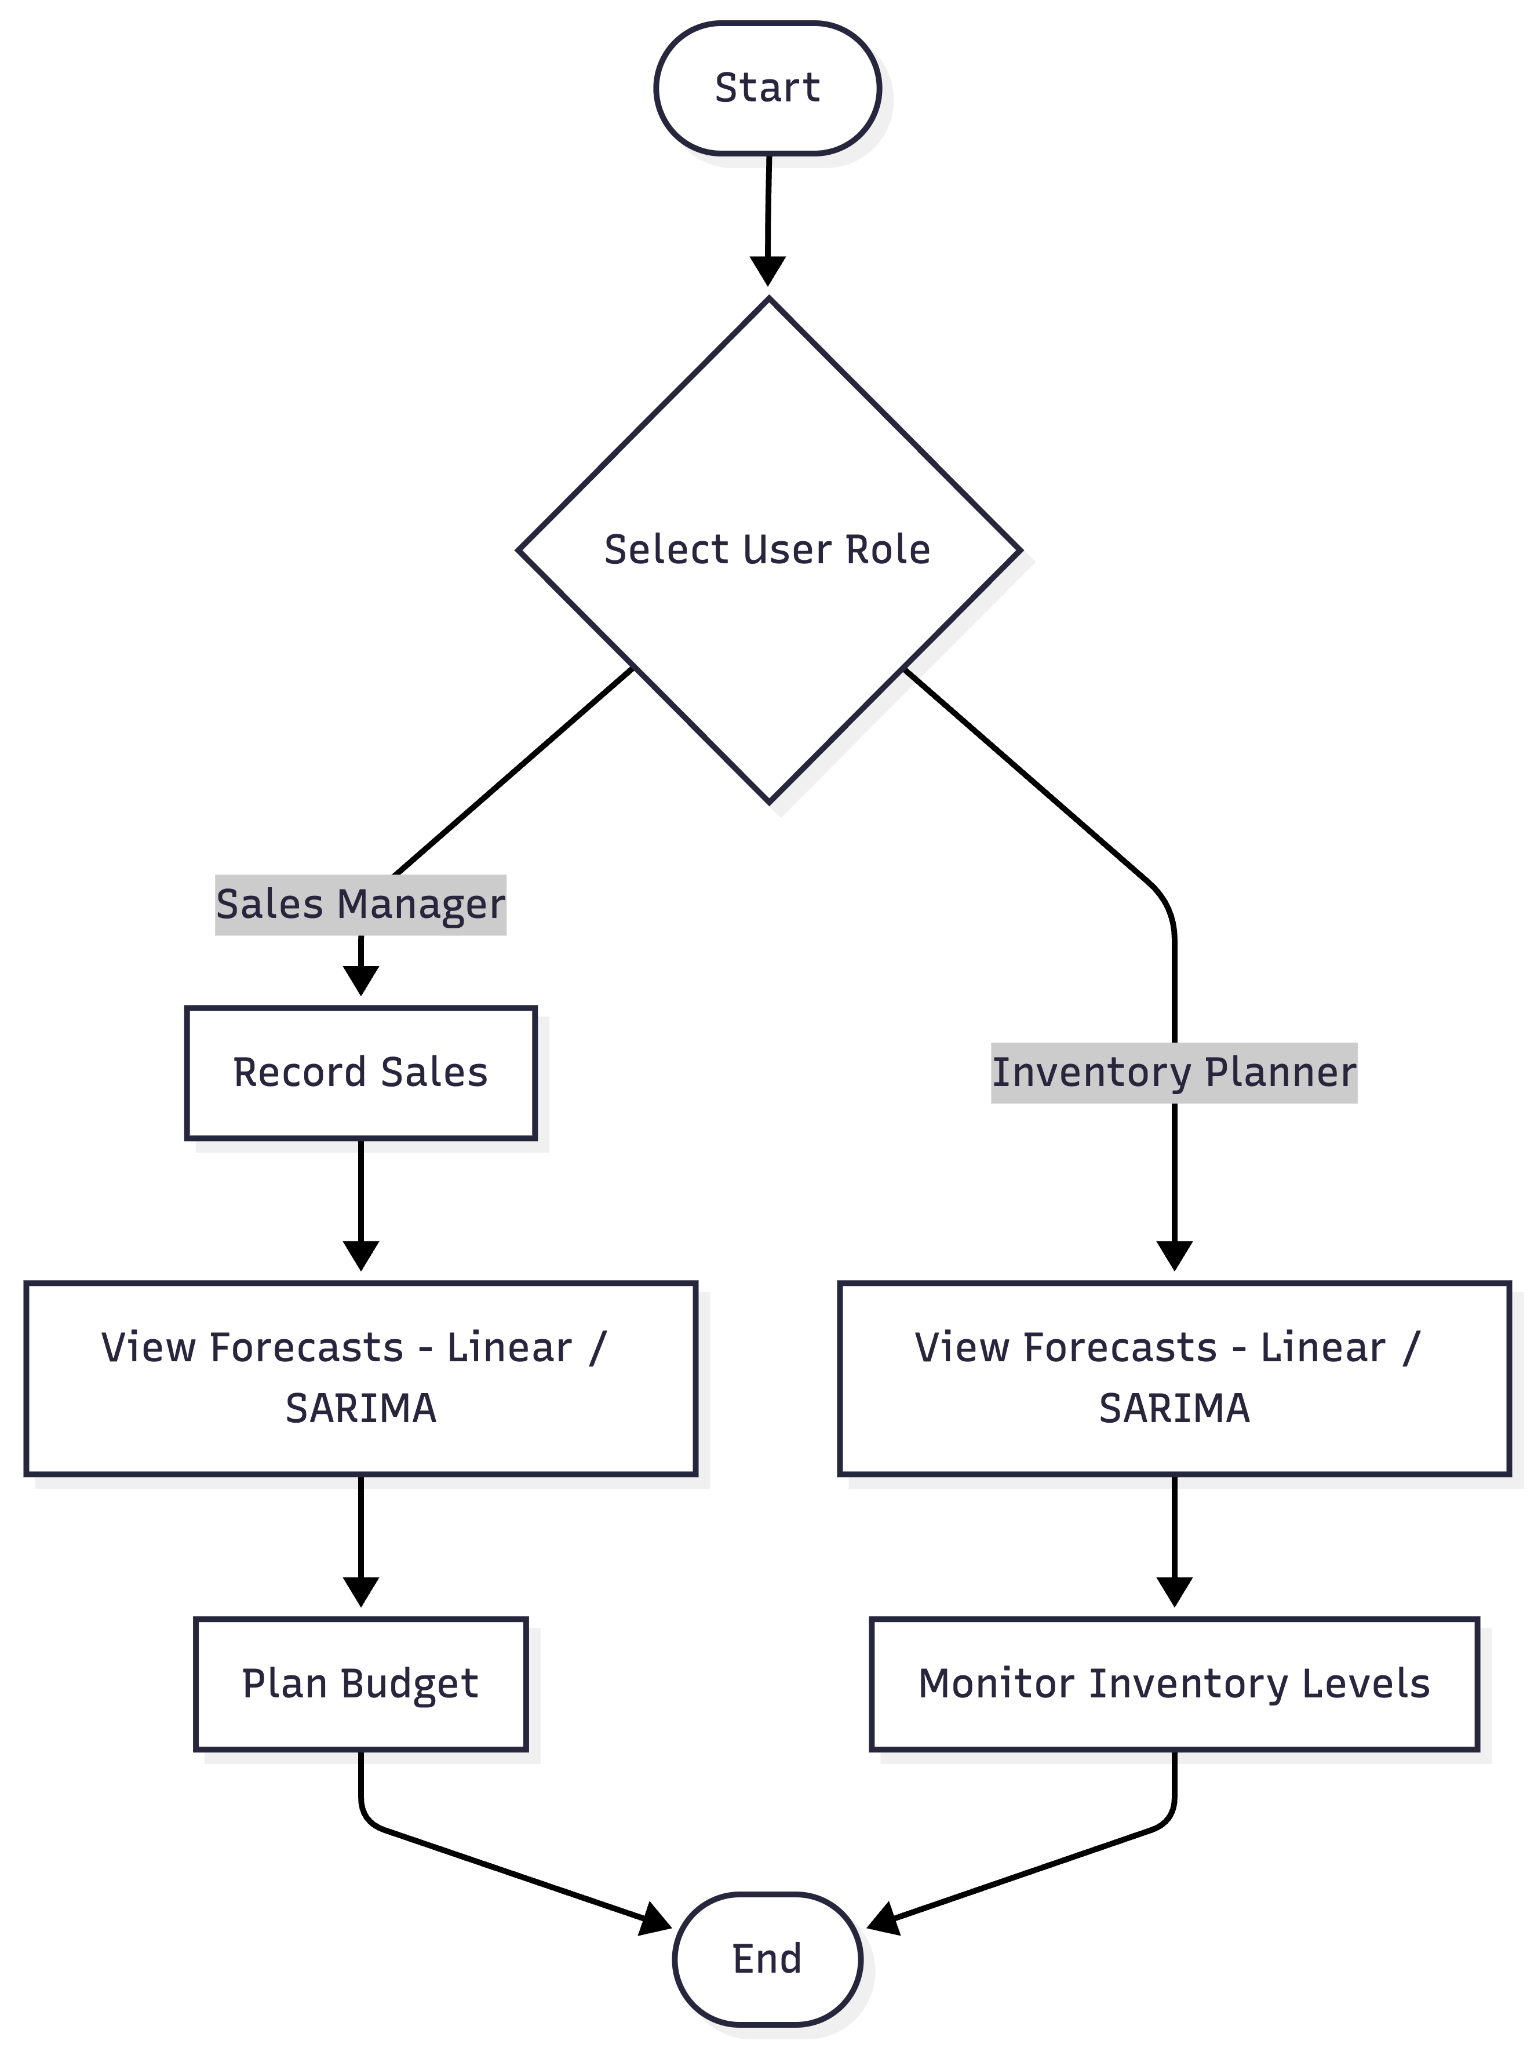 Start
Select User Role
Sales Manager
Record Sales
Inventory Planner
View Forecasts - Linear /
SARIMA
View Forecasts - Linear /
SARIMA
Plan Budget
Monitor Inventory Levels
End